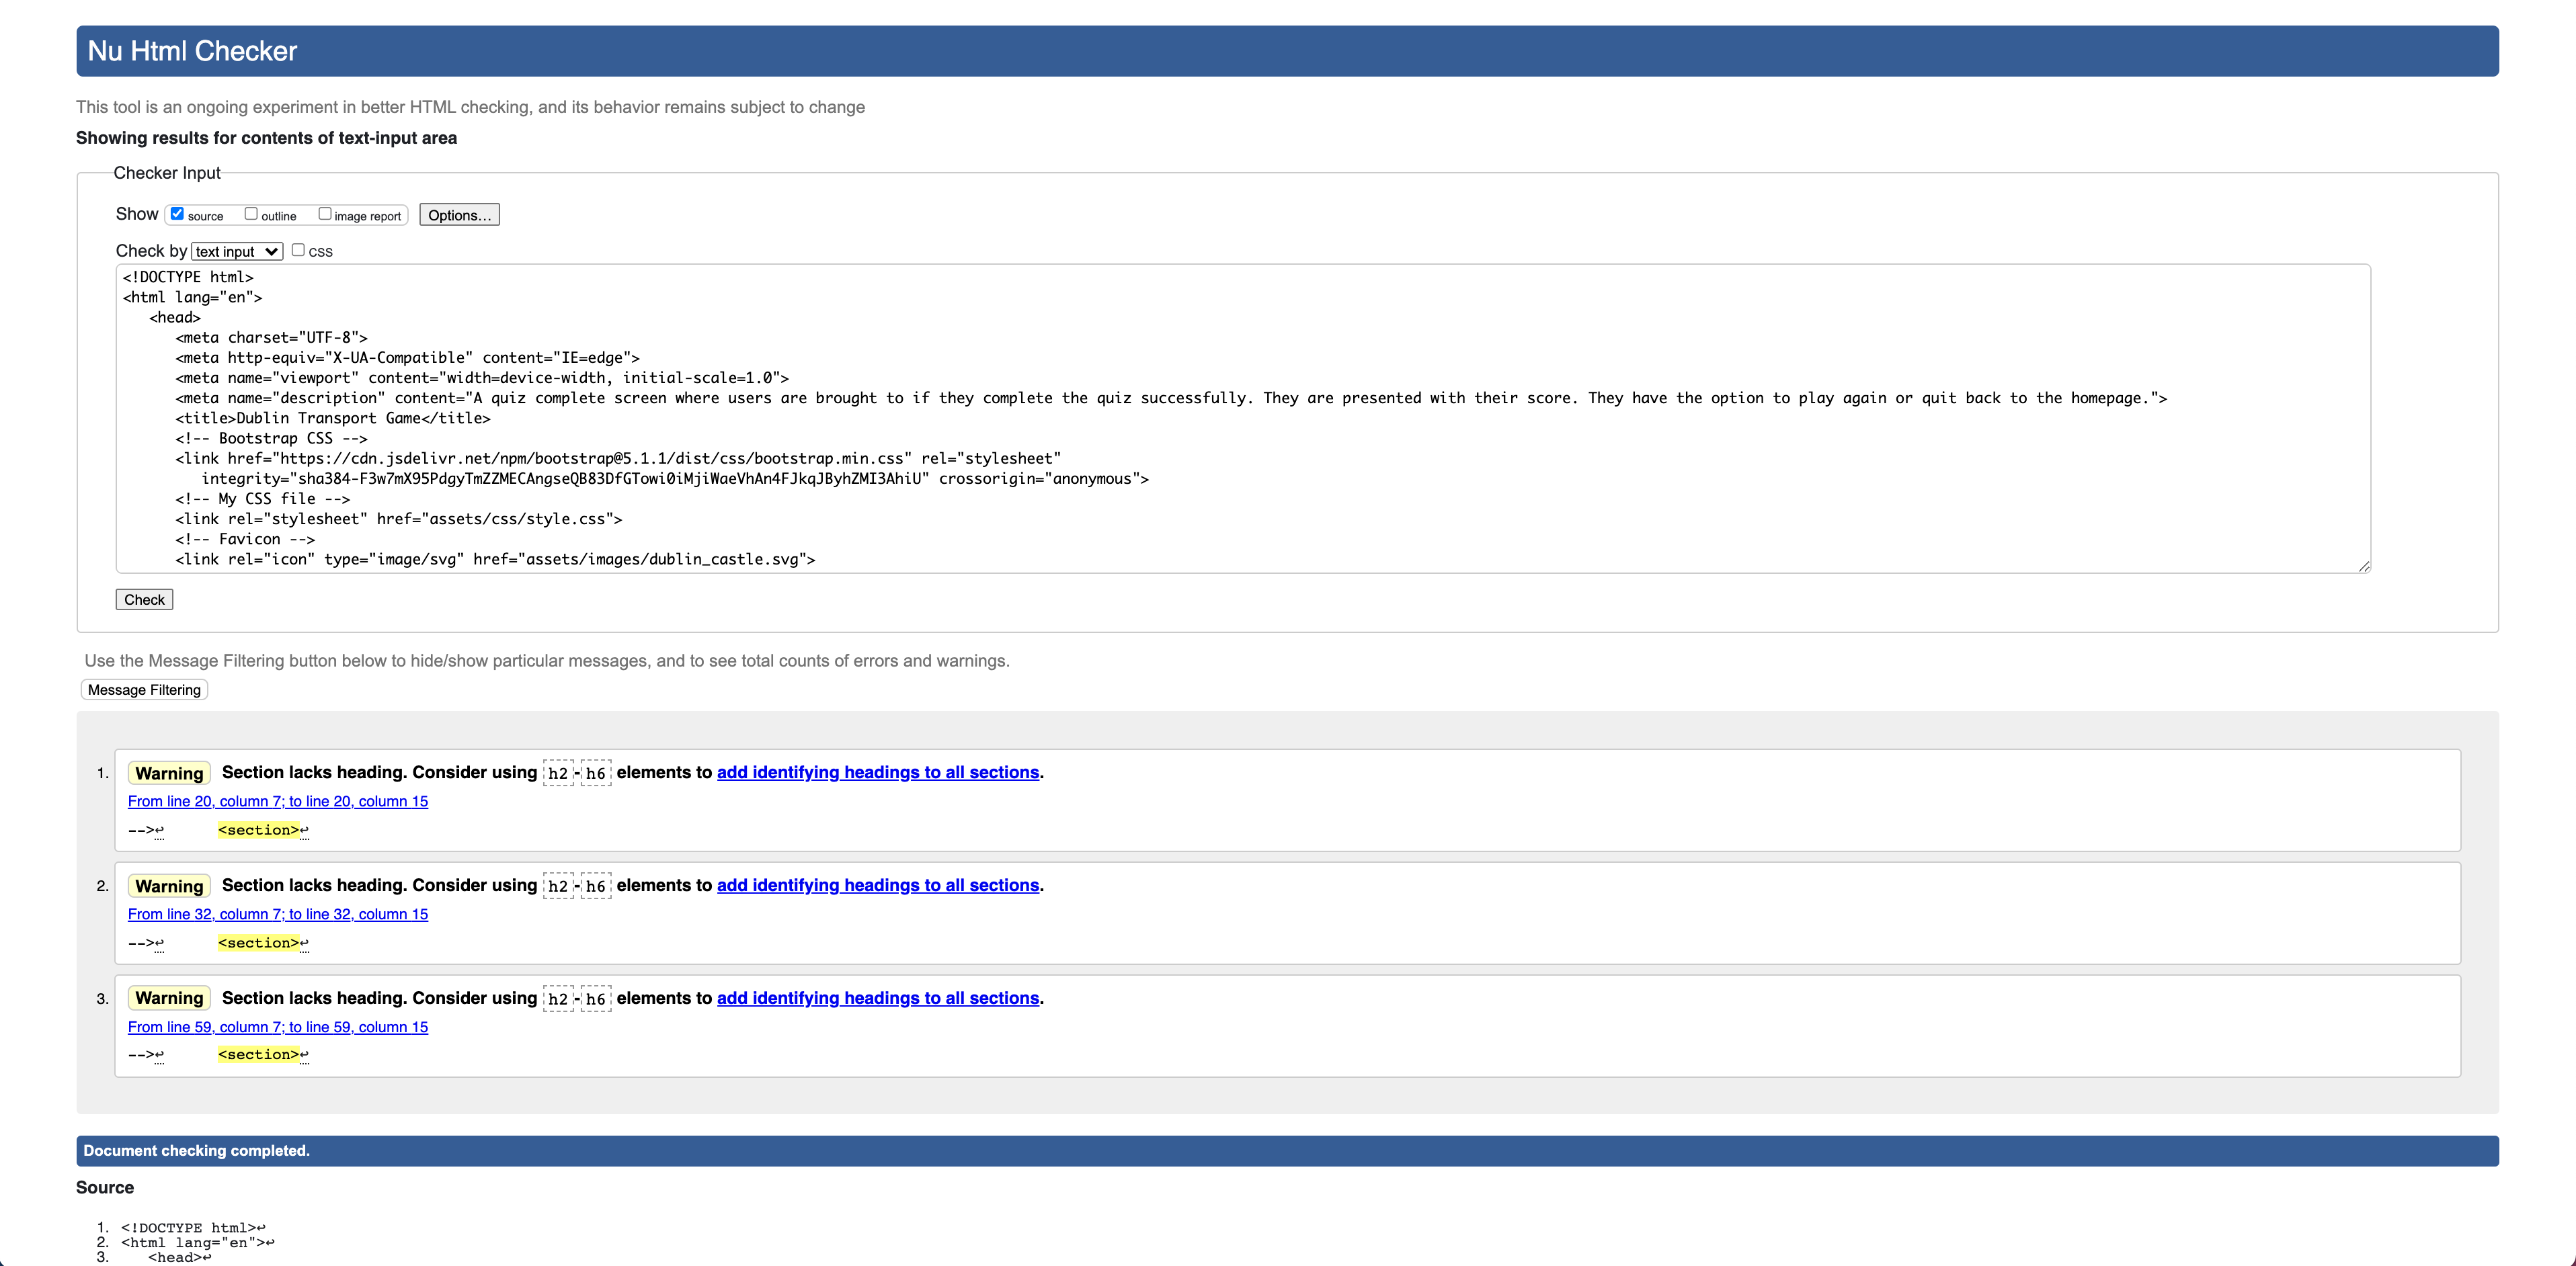 Nu Html Checker
This tool is an ongoing experiment in better HTML checking, and its behavior remains subject to change
Showing results for contents of text-input area
Checker Input
Show source outline image report Options...
Check by text input CSS
<!DOCTYPE html>
<html lang="en">
   <head>
      <meta charset="UTF-8">
      <meta http-equiv="X-UA-Compatible" content="IE=edge">
      <meta name="viewport" content="width=device-width, initial-scale=1.0">
      <meta name="description" content="A quiz complete screen where users are brought to if they complete the quiz successfully. They are presented with their score. They have the option to play again or quit back to the homepage.">
      <title>Dublin Transport Game</title>
      <!-- Bootstrap CSS -->
      <link href="https://cdn.jsdelivr.net/npm/bootstrap@5.1.1/dist/css/bootstrap.min.css" rel="stylesheet"
         integrity="sha384-F3w7mX95PdgyTmZZMECAngseQB83DfGTowi0iMjiWaeVhAn4FJkqJByhZMI3AhiU" crossorigin="anonymous">
      <!-- My CSS file -->
      <link rel="stylesheet" href="assets/css/style.css">
      <!-- Favicon -->
      <link rel="icon" type="image/svg" href="assets/images/dublin_castle.svg">
Check
Use the Message Filtering button below to hide/show particular messages, and to see total counts of errors and warnings.
Message Filtering
1. Warning Section lacks heading. Consider using h2-h6 elements to add identifying headings to all sections.
From line 20, column 7; to line 20, column 15
-->↩ <section>↩
2. Warning Section lacks heading. Consider using h2-h6 elements to add identifying headings to all sections.
From line 32, column 7; to line 32, column 15
-->↩ <section>↩
3. Warning Section lacks heading. Consider using h2-h6 elements to add identifying headings to all sections.
From line 59, column 7; to line 59, column 15
-->↩ <section>↩
Document checking completed.
Source
1. <!DOCTYPE html>↩
2. <html lang="en">↩
3.    <head>↩